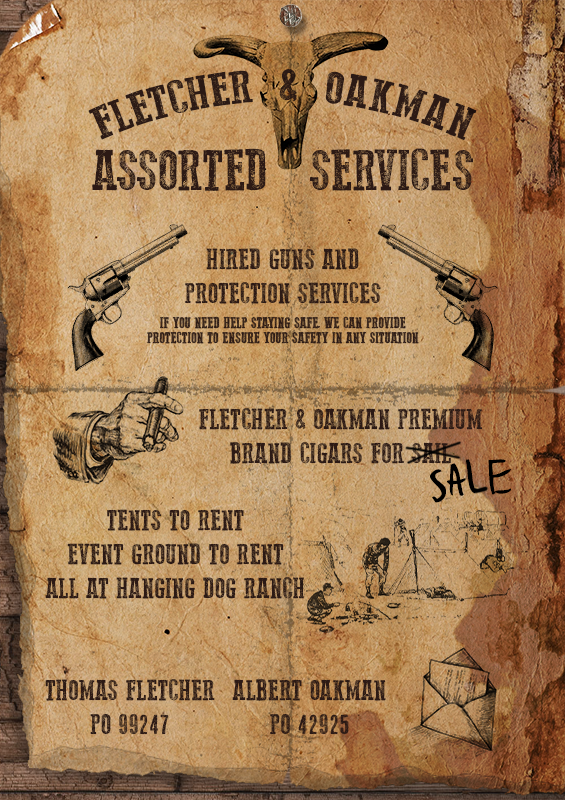 FLETCHER & OAKMAN
ASSORTED SERVICES
HIRED GUNS AND
PROTECTION SERVICES
IF YOU NEED HELP STAYING SAFE. WE CAN PROVIDE
PROTECTION TO ENSURE YOUR SAFETY IN ANY SITUATION
FLETCHER & OAKMAN PREMIUM
BRAND CIGARS FOR SAIL
SALE
TENTS TO RENT
EVENT GROUND TO RENT
ALL AT HANGING DOG RANCH
THOMAS FLETCHER ALBERT OAKMAN
PO 99247 PO 42925